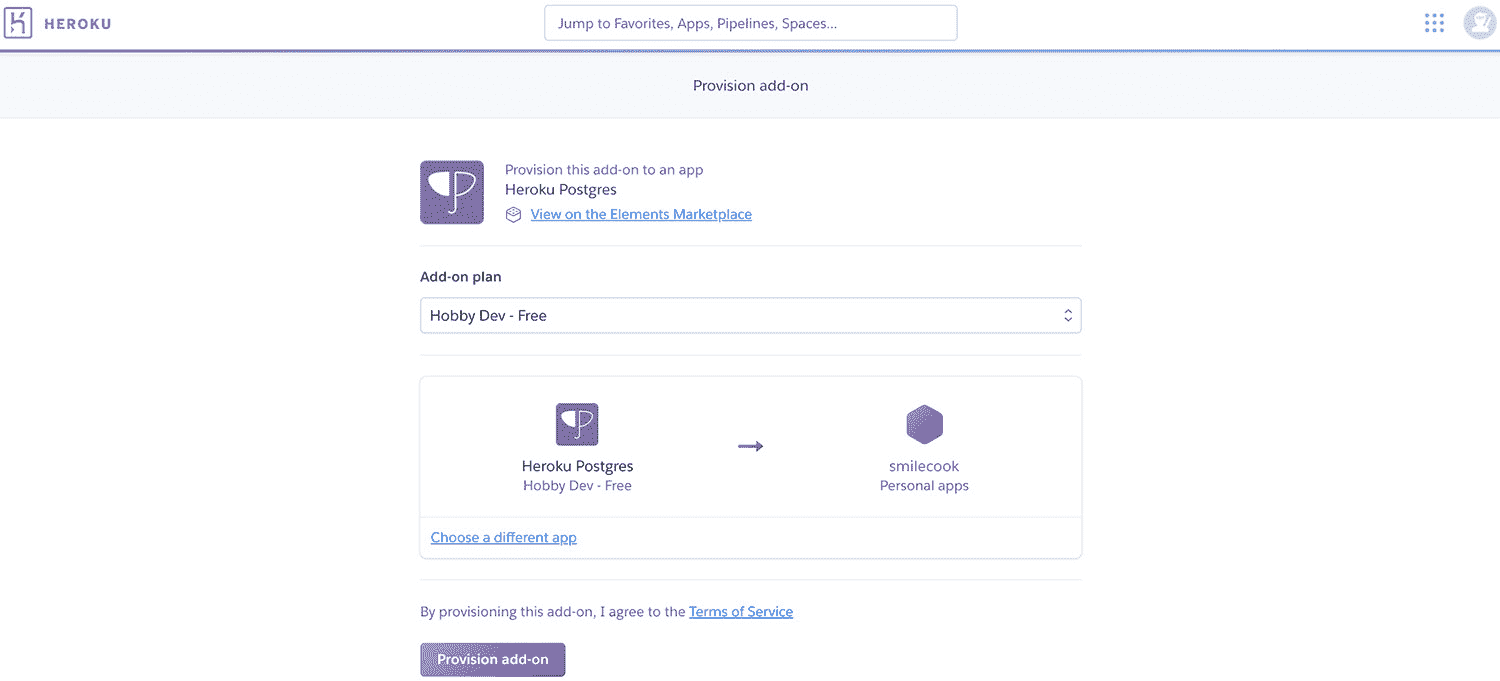 HEROKU
Jump to Favorites, Apps, Pipelines, Spaces...
Provision add-on
Provision this add-on to an app
Heroku Postgres
View on the Elements Marketplace
Add-on plan
Hobby Dev - Free
Heroku Postgres
Hobby Dev - Free
smilecook
Personal apps
Choose a different app
By provisioning this add-on, I agree to the Terms of Service
Provision add-on